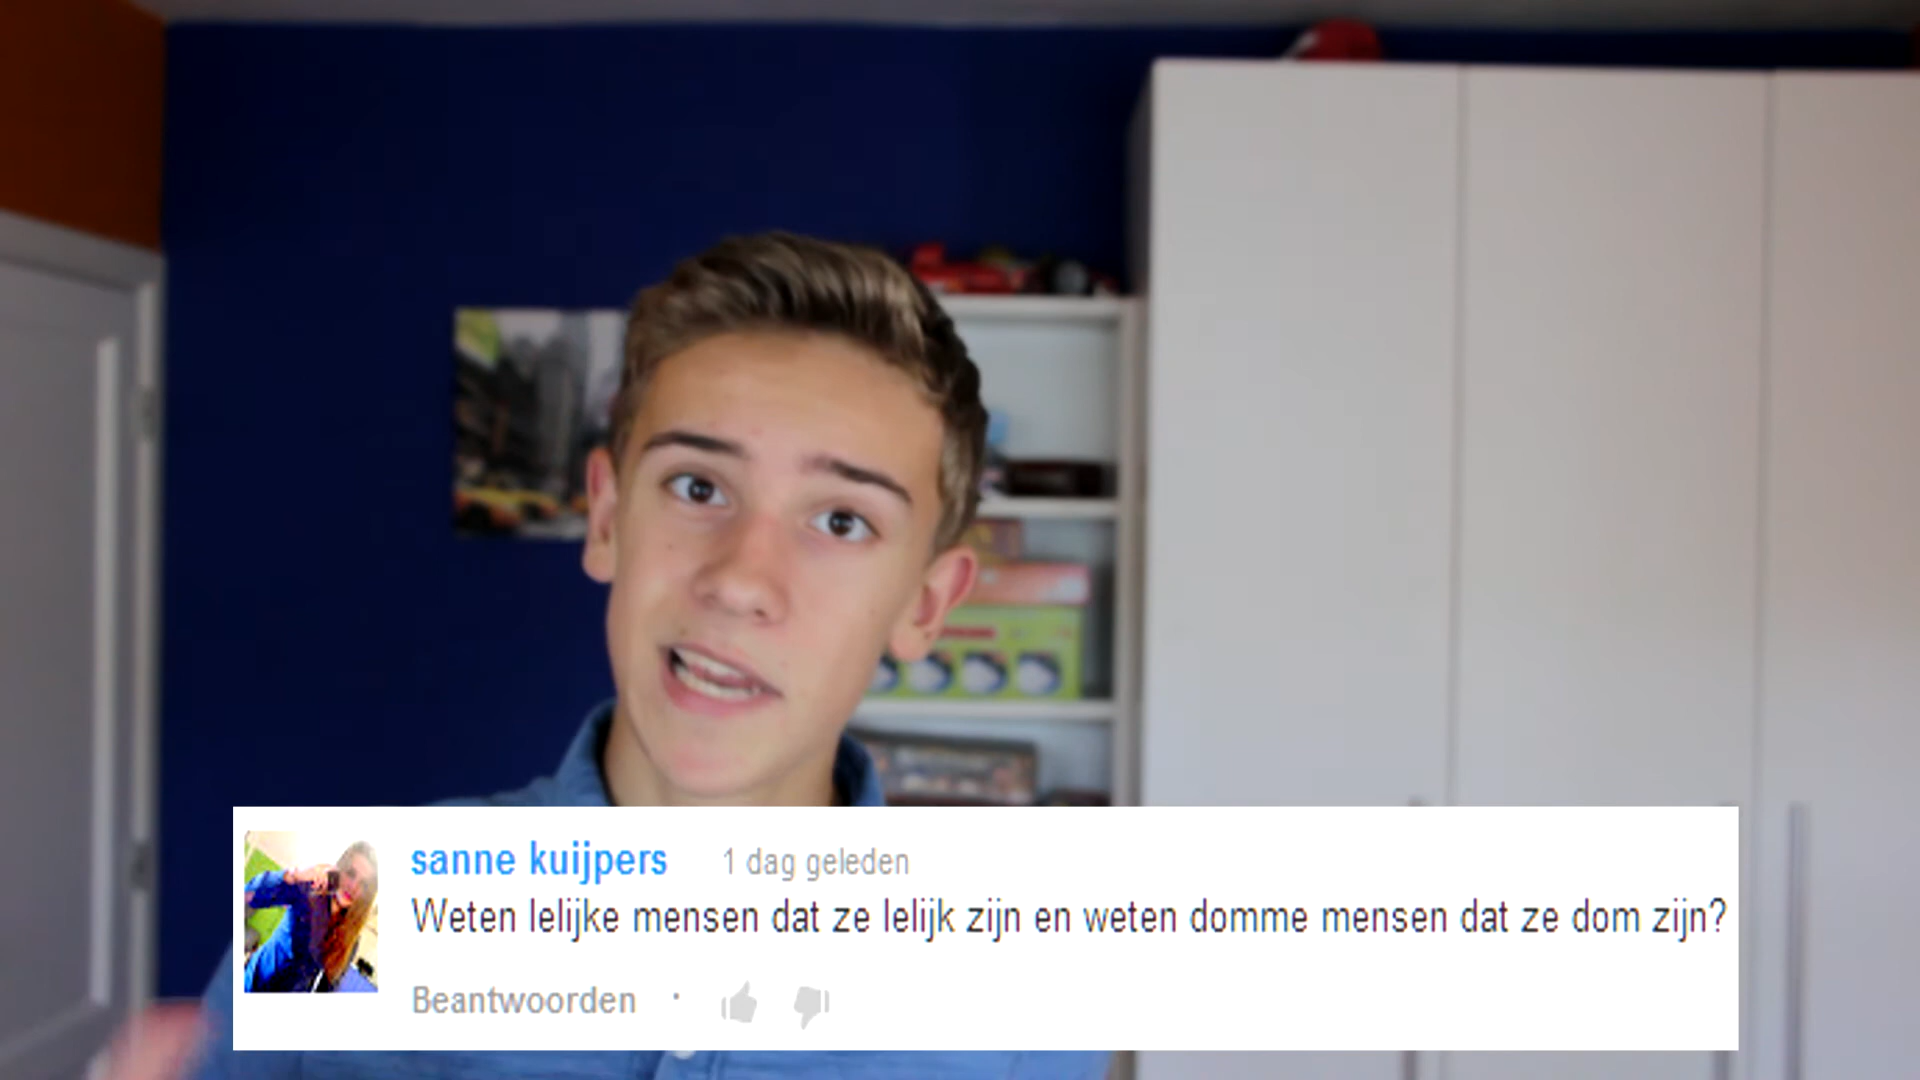 sanne kuijpers 1 dag geleden
Weten lelijke mensen dat ze lelijk zijn en weten domme mensen dat ze dom zijn?
Beantwoorden ·